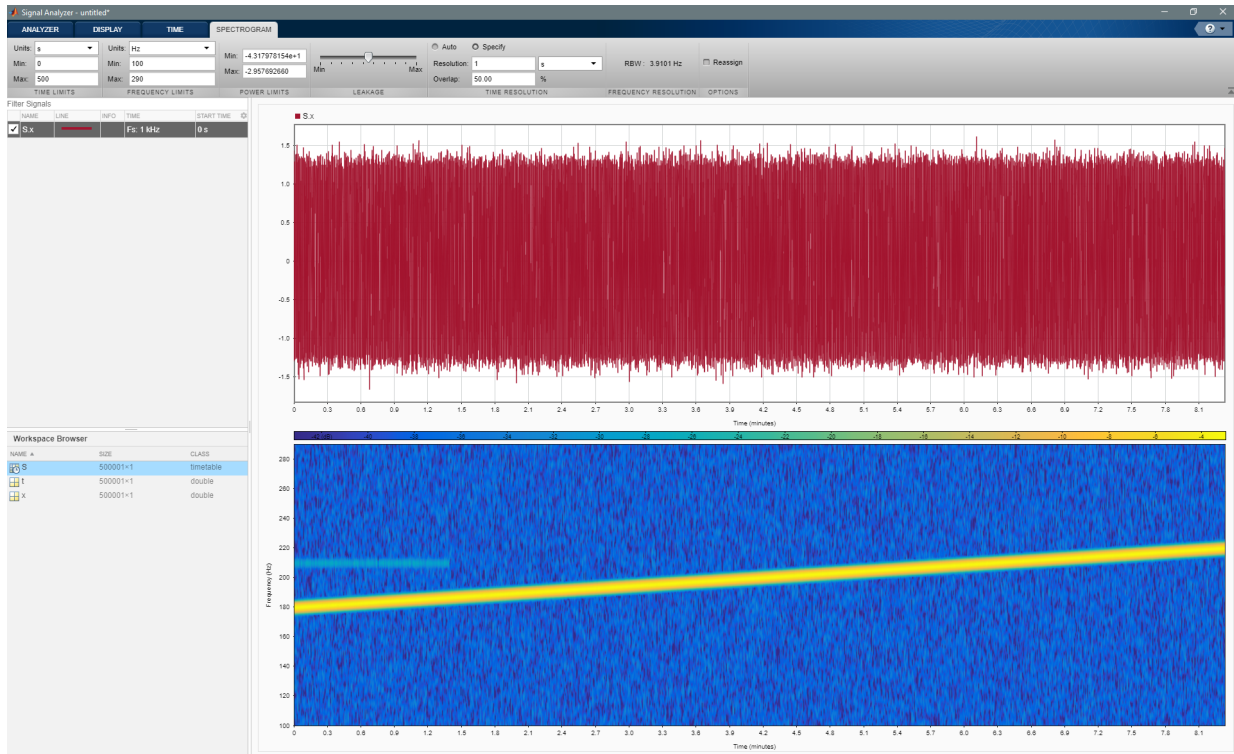 Signal Analyzer - untitled*
ANALYZER DISPLAY TIME SPECTROGRAM
Units: s Units: Hz Min: -4.317978154e+1 Auto Specify
Min: 0 Min: 100 Max: -2.957692660 Min Max Resolution: 1 s RBW : 3.9101 Hz Reassign
Max: 500 Max: 290 Overlap: 50.00 %
TIME LIMITS FREQUENCY LIMITS POWER LIMITS LEAKAGE TIME RESOLUTION FREQUENCY RESOLUTION OPTIONS
Filter Signals
NAME LINE INFO TIME START TIME
S.x Fs: 1 kHz 0 s
S.x
1.5
1.0
0.5
0
-0.5
-1.0
-1.5
0 0.3 0.6 0.9 1.2 1.5 1.8 2.1 2.4 2.7 3.0 3.3 3.6 3.9 4.2 4.5 4.8 5.1 5.4 5.7 6.0 6.3 6.6 6.9 7.2 7.5 7.8 8.1
Time (minutes)
Workspace Browser
NAME SIZE CLASS
S 500001×1 timetable
t 500001×1 double
x 500001×1 double
-42 (dB) -40 -38 -36 -34 -32 -30 -28 -26 -24 -22 -20 -18 -16 -14 -12 -10 -8 -6 -4
280
260
240
220
200
180
160
140
120
100
Frequency (Hz)
0 0.3 0.6 0.9 1.2 1.5 1.8 2.1 2.4 2.7 3.0 3.3 3.6 3.9 4.2 4.5 4.8 5.1 5.4 5.7 6.0 6.3 6.6 6.9 7.2 7.5 7.8 8.1
Time (minutes)